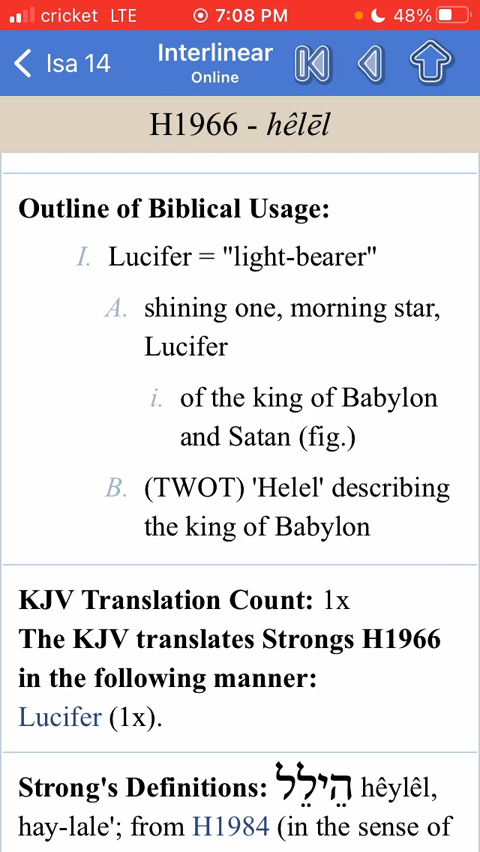 cricket LTE 7:08 PM 48%
Isa 14 Interlinear
Online
H1966 - hêlēl
Outline of Biblical Usage:
I. Lucifer = "light-bearer"
A. shining one, morning star,
Lucifer
i. of the king of Babylon
and Satan (fig.)
B. (TWOT) 'Helel' describing
the king of Babylon
KJV Translation Count: 1x
The KJV translates Strongs H1966
in the following manner:
Lucifer (1x).
Strong's Definitions: הֵילֵל hêylêl,
hay-lale'; from H1984 (in the sense of